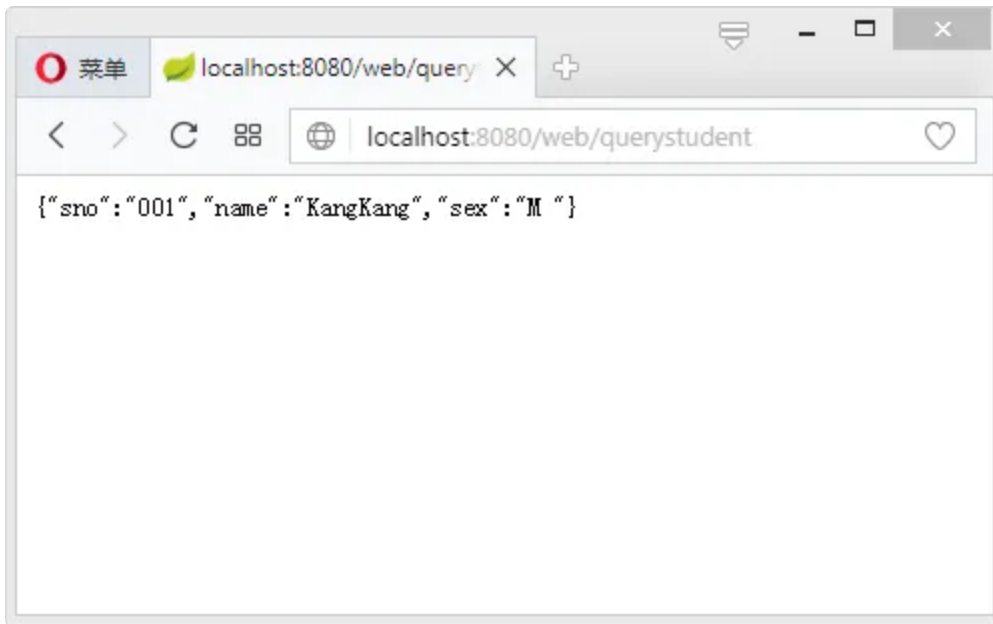 菜单 localhost:8080/web/query
localhost:8080/web/querystudent
{"sno":"001","name":"KangKang","sex":"M "}